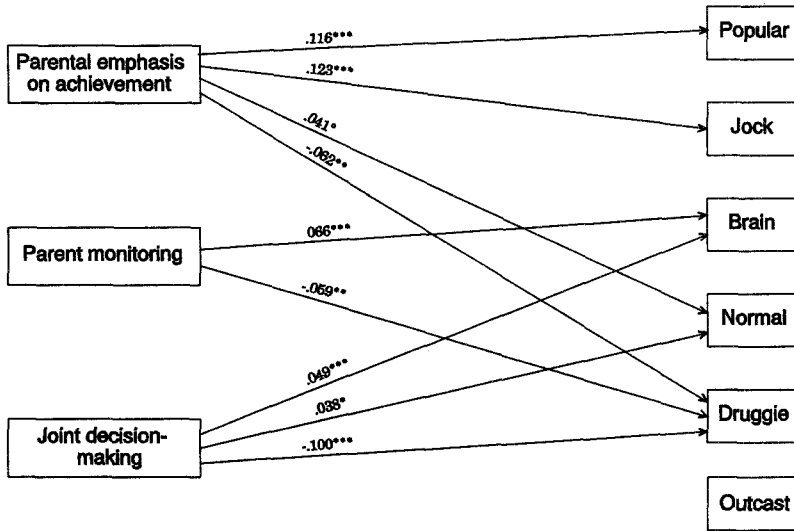 Popular
.116***
Parental emphasis
on achievement
.123***
Jock
.041*
-.062**
Brain
066***
Parent monitoring
-.059**
Normal
.049***
.038*
Druggie
Joint decision-
making
-.100***
Outcast